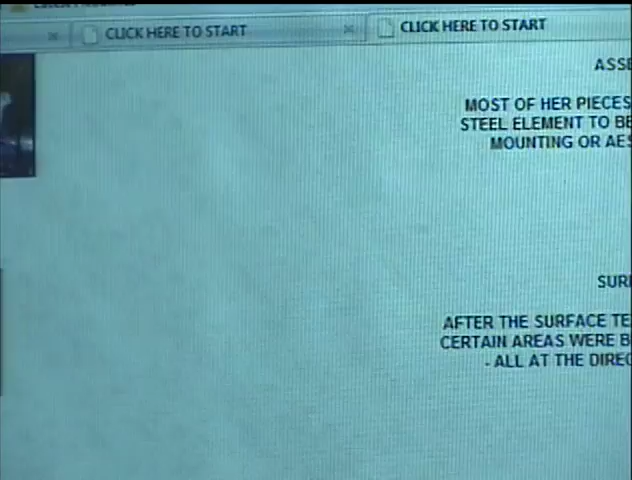 CLICK HERE TO START
CLICK HERE TO START
ASSE
MOST OF HER PIECES
STEEL ELEMENT TO BE
MOUNTING OR AES
SURF
AFTER THE SURFACE TE
CERTAIN AREAS WERE B
- ALL AT THE DIREC